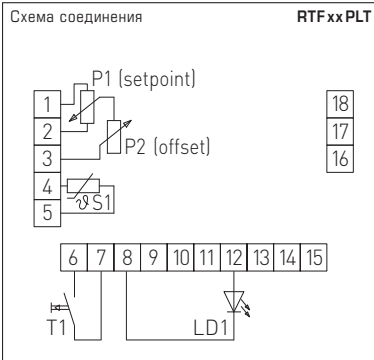 Схема соединения RTFxxPLT
P1 (setpoint)
1 18
2 17
3 P2 (offset) 16
4
ϑ S1
5
6 7 8 9 10 11 12 13 14 15
T1 LD1